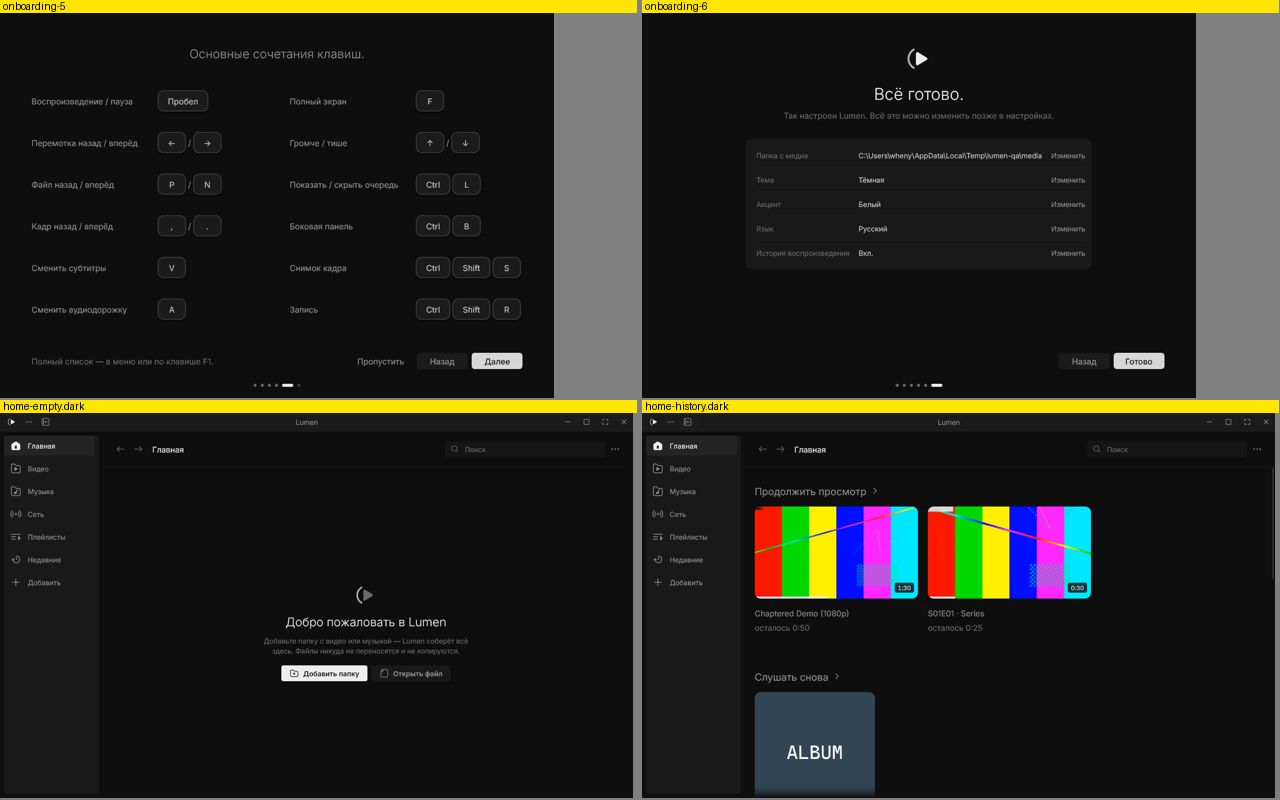 onboarding-5
Основные сочетания клавиш.
Воспроизведение / пауза Пробел Полный экран F
Перемотка назад / вперёд ← / → Громче / тише ↑ / ↓
Файл назад / вперёд P / N Показать / скрыть очередь Ctrl L
Кадр назад / вперёд , / . Боковая панель Ctrl B
Сменить субтитры V Снимок кадра Ctrl Shift S
Сменить аудиодорожку A Запись Ctrl Shift R
Полный список — в меню или по клавише F1. Пропустить Назад Далее
onboarding-6
Всё готово.
Так настроен Lumen. Всё это можно изменить позже в настройках.
Папка с медиа C:\Users\wheny\AppData\Local\Temp\lumen-qa\media Изменить
Тема Тёмная Изменить
Акцент Белый Изменить
Язык Русский Изменить
История воспроизведения Вкл. Изменить
Назад Готово
home-empty.dark
Lumen
Главная
Видео
Музыка
Сеть
Плейлисты
Недавние
Добавить
Главная Поиск
Добро пожаловать в Lumen
Добавьте папку с видео или музыкой — Lumen соберёт всё
здесь. Файлы никуда не переносятся и не копируются.
Добавить папку Открыть файл
home-history.dark
Lumen
Главная
Видео
Музыка
Сеть
Плейлисты
Недавние
Добавить
Главная Поиск
Продолжить просмотр
1:30 0:30
Chaptered Demo (1080p) S01E01 · Series
осталось 0:50 осталось 0:25
Слушать снова
ALBUM